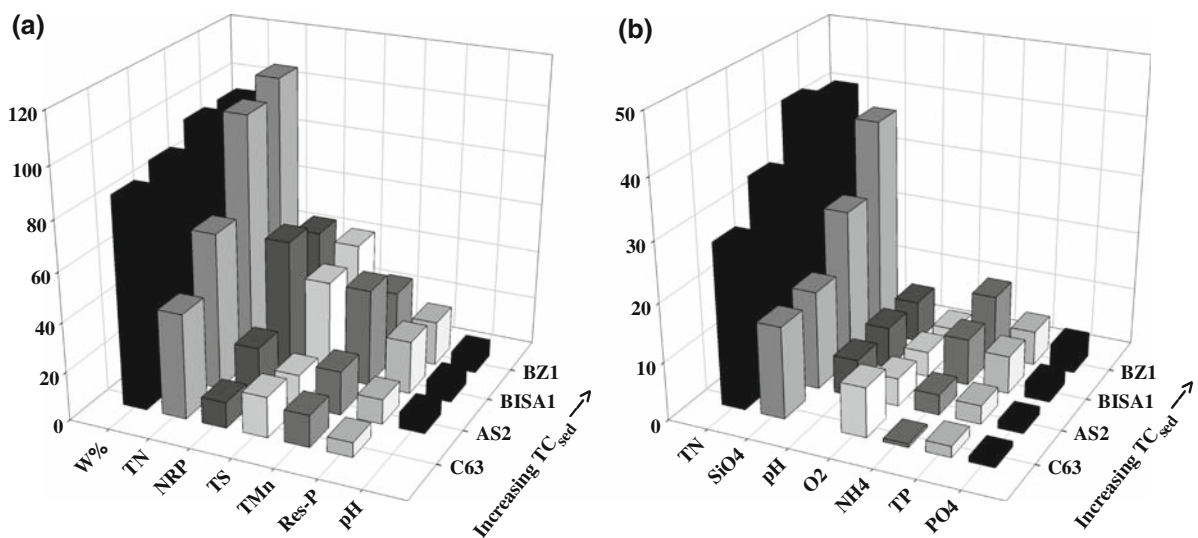 (a)
120
100
80
60
40
20
0
W%
TN
NRP
TS
TMn
Res-P
pH
C63
AS2
BISA1
BZ1
Increasing TCsed →
(b)
50
40
30
20
10
0
TN
SiO4
pH
O2
NH4
TP
PO4
C63
AS2
BISA1
BZ1
Increasing TCsed →